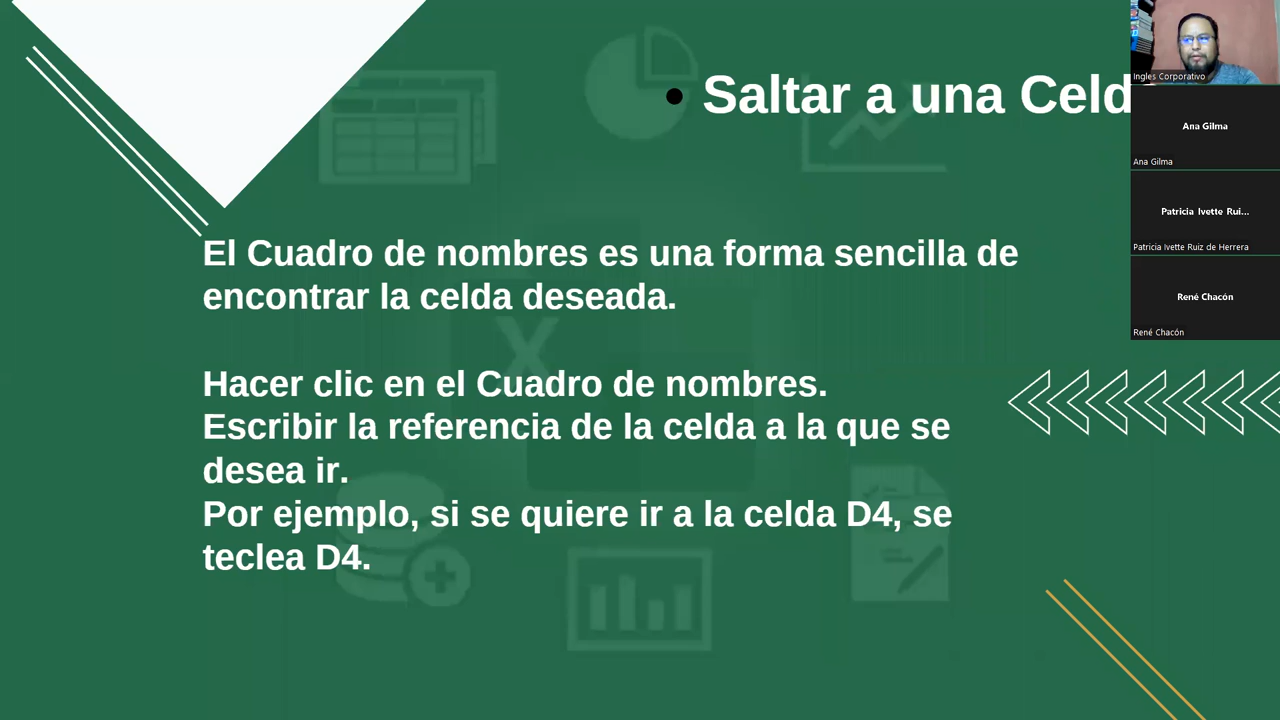 • Saltar a una Celd
El Cuadro de nombres es una forma sencilla de
encontrar la celda deseada.
Hacer clic en el Cuadro de nombres.
Escribir la referencia de la celda a la que se
desea ir.
Por ejemplo, si se quiere ir a la celda D4, se
teclea D4.
X
Ingles Corporativo
Ana Gilma
Ana Gilma
Patricia Ivette Rui...
Patricia Ivette Ruiz de Herrera
René Chacón
René Chacón